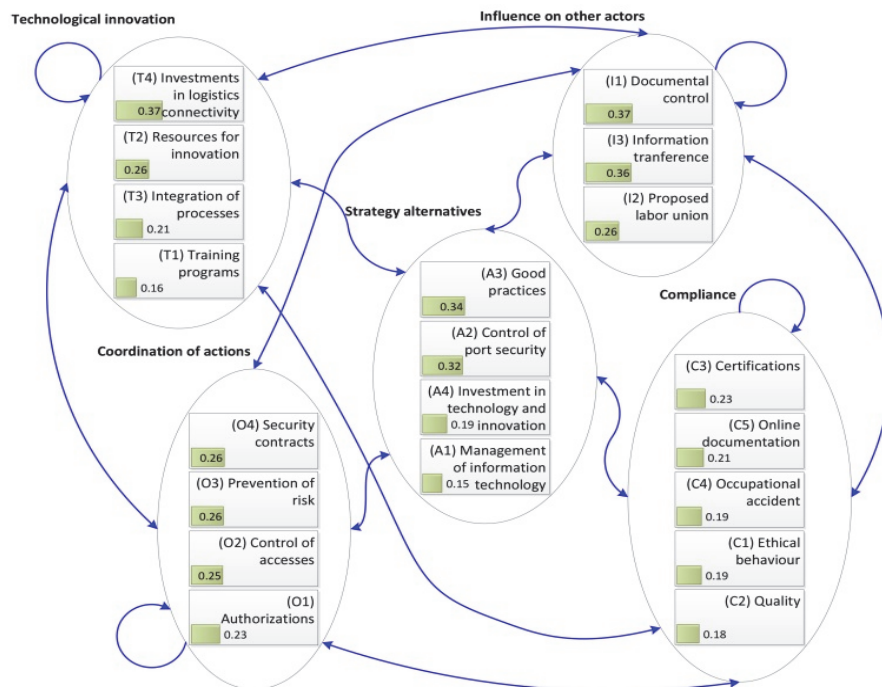 Technological innovation
Influence on other actors
(T4) Investments
in logistics
connectivity
0.37
(T2) Resources for
innovation
0.26
(T3) Integration of
processes
0.21
(T1) Training
programs
0.16
(I1) Documental
control
0.37
(I3) Information
tranference
0.36
(I2) Proposed
labor union
0.26
Strategy alternatives
(A3) Good
practices
0.34
(A2) Control of
port security
0.32
(A4) Investment in
technology and
0.19 innovation
(A1) Management
of information
0.15 technology
Compliance
(C3) Certifications
0.23
(C5) Online
documentation
0.21
(C4) Occupational
accident
0.19
(C1) Ethical
behaviour
0.19
(C2) Quality
0.18
Coordination of actions
(O4) Security
contracts
0.26
(O3) Prevention of
risk
0.26
(O2) Control of
accesses
0.25
(O1)
Authorizations
0.23